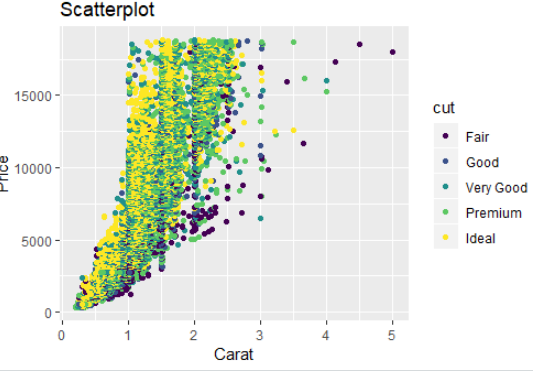 Scatterplot
15000
10000
5000
0
Price
0 1 2 3 4 5
Carat
cut
Fair
Good
Very Good
Premium
Ideal